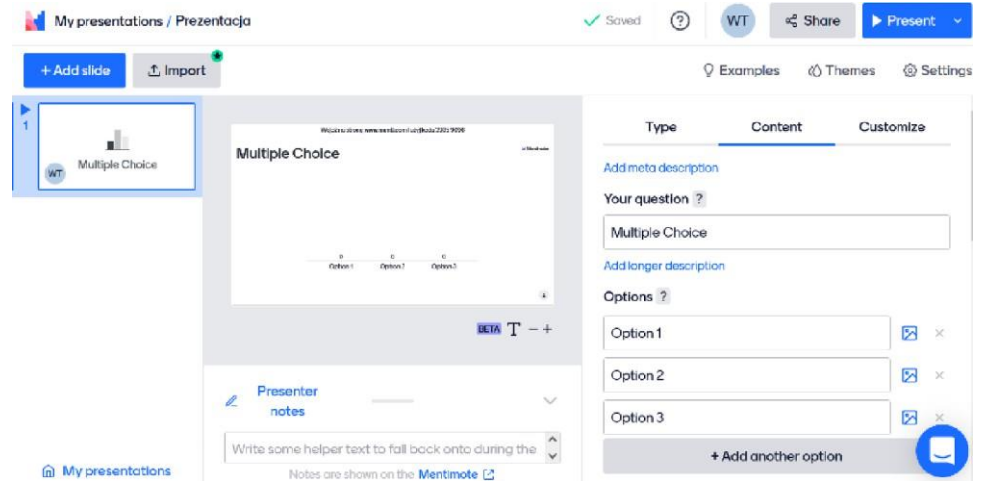 My presentations / Prezentacja
Saved
?
WT
Share
Present
+ Add slide
Import
Examples
Themes
Settings
1
WT
Multiple Choice
Multiple Choice
0
0
0
Option 1
Option 2
Option 3
BETA T − +
Presenter
notes
Write some helper text to fall back onto during the
Notes are shown on the Mentimote
My presentations
Type
Content
Customize
Add meta description
Your question ?
Multiple Choice
Add longer description
Options ?
Option 1
Option 2
Option 3
+ Add another option